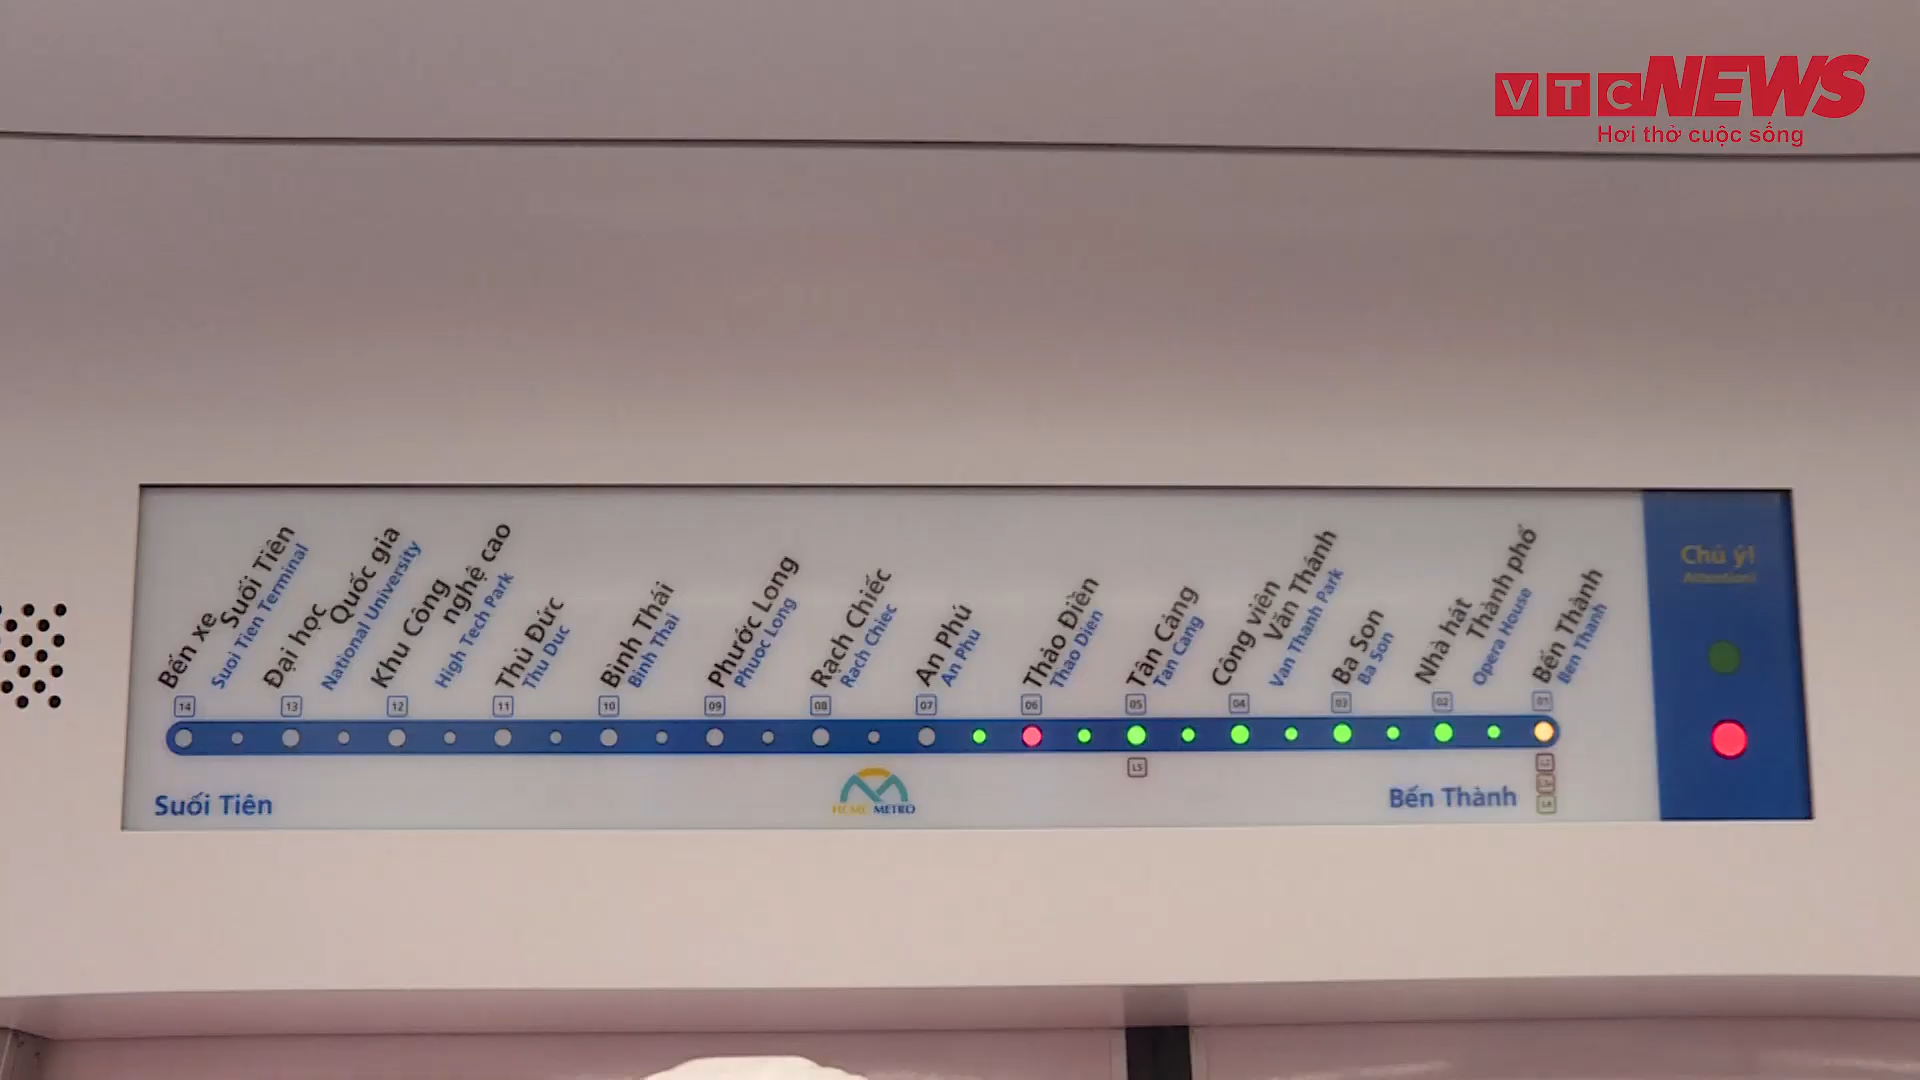 VTC NEWS
Hơi thở cuộc sống
Bến xe
Suối Tiên
Suoi Tien Terminal
Đại học
Quốc gia
National University
Khu Công
nghệ cao
High Tech Park
Thủ Đức
Thu Duc
Bình Thái
Binh Thai
Phước Long
Phuoc Long
Rạch Chiếc
Rach Chiec
An Phú
An Phu
Thảo Điền
Thao Dien
Tân Cảng
Tan Cang
Công viên
Văn Thánh
Van Thanh Park
Ba Son
Ba Son
Nhà hát
Thành phố
Opera House
Bến Thành
Ben Thanh
Chú ý!
Attention!
14
13
12
11
10
09
08
07
06
05
04
03
02
01
L5
L2
L4
Suối Tiên
HCMC METRO
Bến Thành